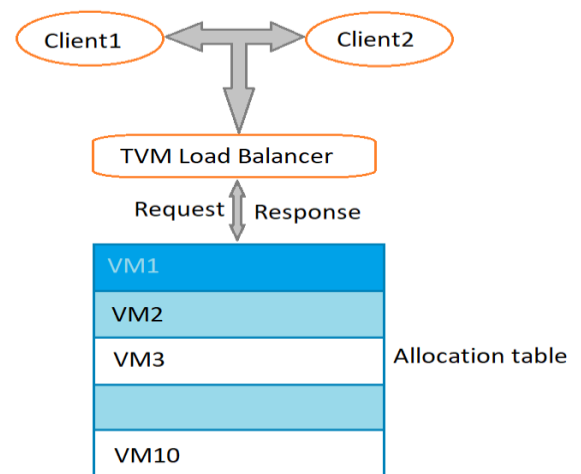 Client1
Client2
TVM Load Balancer
Request
Response
VM1
VM2
VM3
Allocation table
VM10